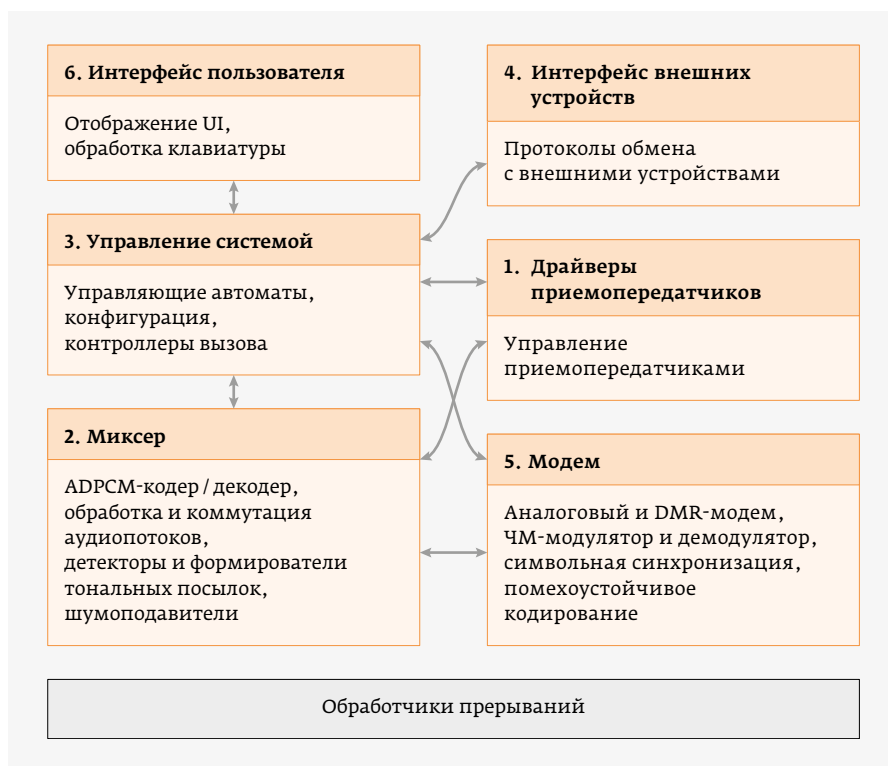 6. Интерфейс пользователя
Отображение UI,
обработка клавиатуры
4. Интерфейс внешних
устройств
Протоколы обмена
с внешними устройствами
3. Управление системой
Управляющие автоматы,
конфигурация,
контроллеры вызова
1. Драйверы
приемопередатчиков
Управление
приемопередатчиками
2. Миксер
ADPCM-кодер / декодер,
обработка и коммутация
аудиопотоков,
детекторы и формирователи
тональных посылок,
шумоподавители
5. Модем
Аналоговый и DMR-модем,
ЧМ-модулятор и демодулятор,
символьная синхронизация,
помехоустойчивое
кодирование
Обработчики прерываний